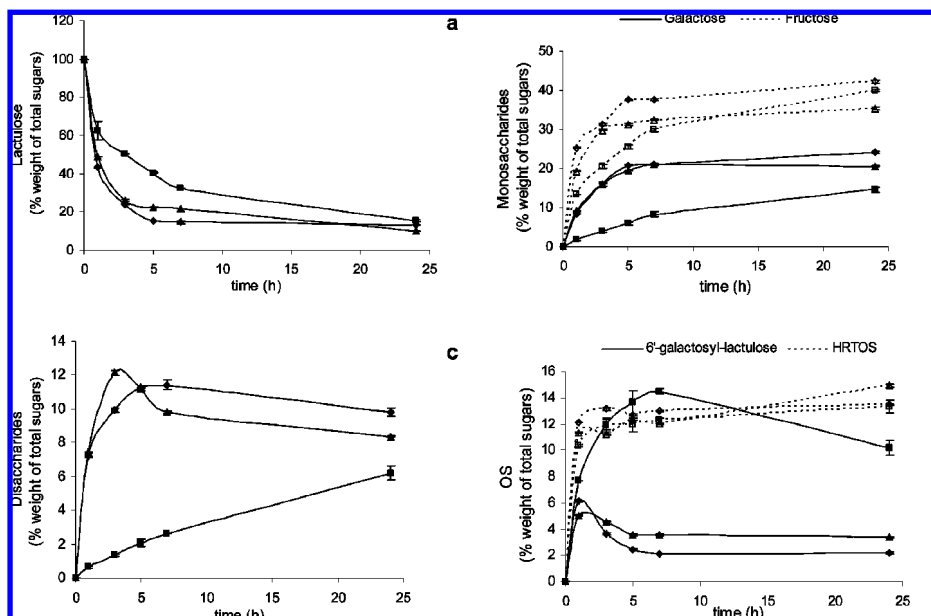 a
Galactose Fructose
Lactulose
(% weight of total sugars)
120
100
80
60
40
20
0
0 5 10 15 20 25
time (h)
Monosaccharides
(% weight of total sugars)
50
40
30
20
10
0
0 5 10 15 20 25
time (h)
c
6'-galactosyl-lactulose HRTOS
Disaccharides
(% weight of total sugars)
14
12
10
8
6
4
2
0
0 5 10 15 20 25
time (h)
OS
(% weight of total sugars)
16
14
12
10
8
6
4
2
0
0 5 10 15 20 25
time (h)